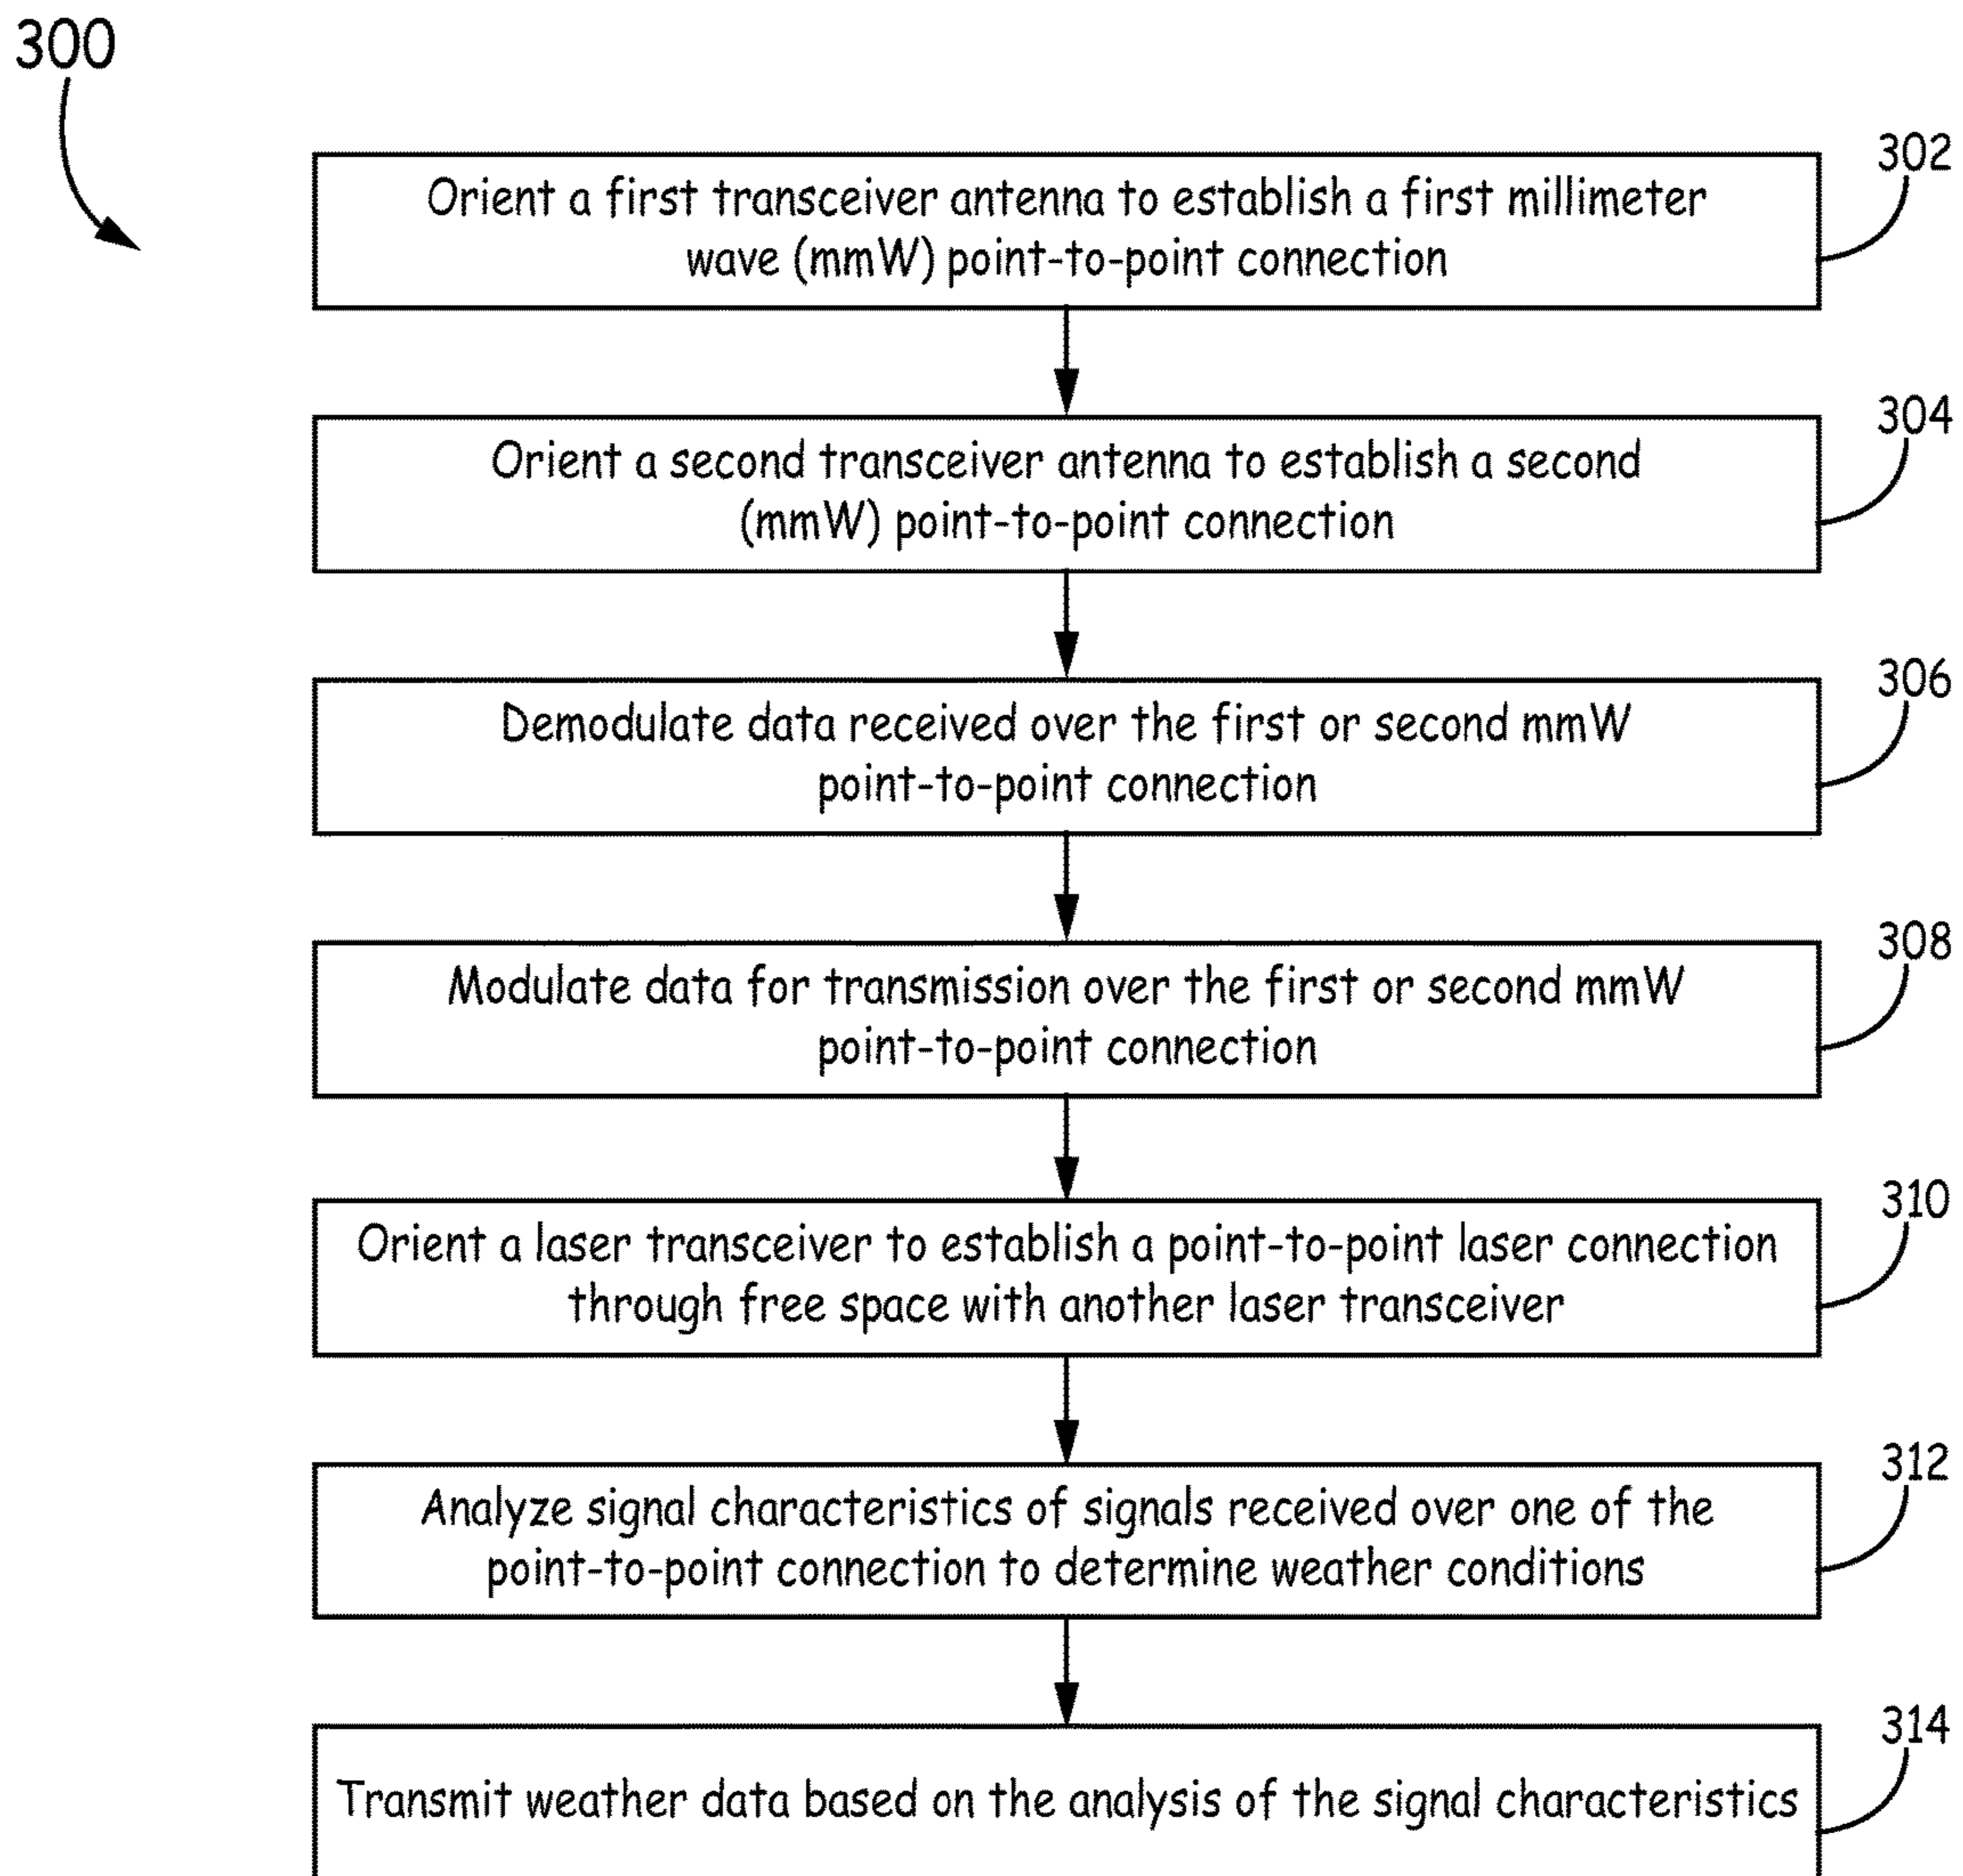 300
302
Orient a first transceiver antenna to establish a first millimeter
wave (mmW) point-to-point connection
304
Orient a second transceiver antenna to establish a second
(mmW) point-to-point connection
306
Demodulate data received over the first or second mmW
point-to-point connection
308
Modulate data for transmission over the first or second mmW
point-to-point connection
310
Orient a laser transceiver to establish a point-to-point laser connection
through free space with another laser transceiver
312
Analyze signal characteristics of signals received over one of the
point-to-point connection to determine weather conditions
314
Transmit weather data based on the analysis of the signal characteristics